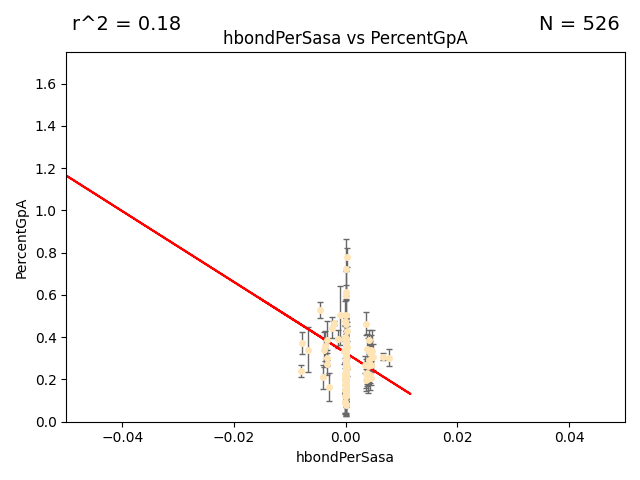 r^2 = 0.18
N = 526
hbondPerSasa vs PercentGpA
PercentGpA
1.6
1.4
1.2
1.0
0.8
0.6
0.4
0.2
0.0
−0.04
−0.02
0.00
0.02
0.04
hbondPerSasa